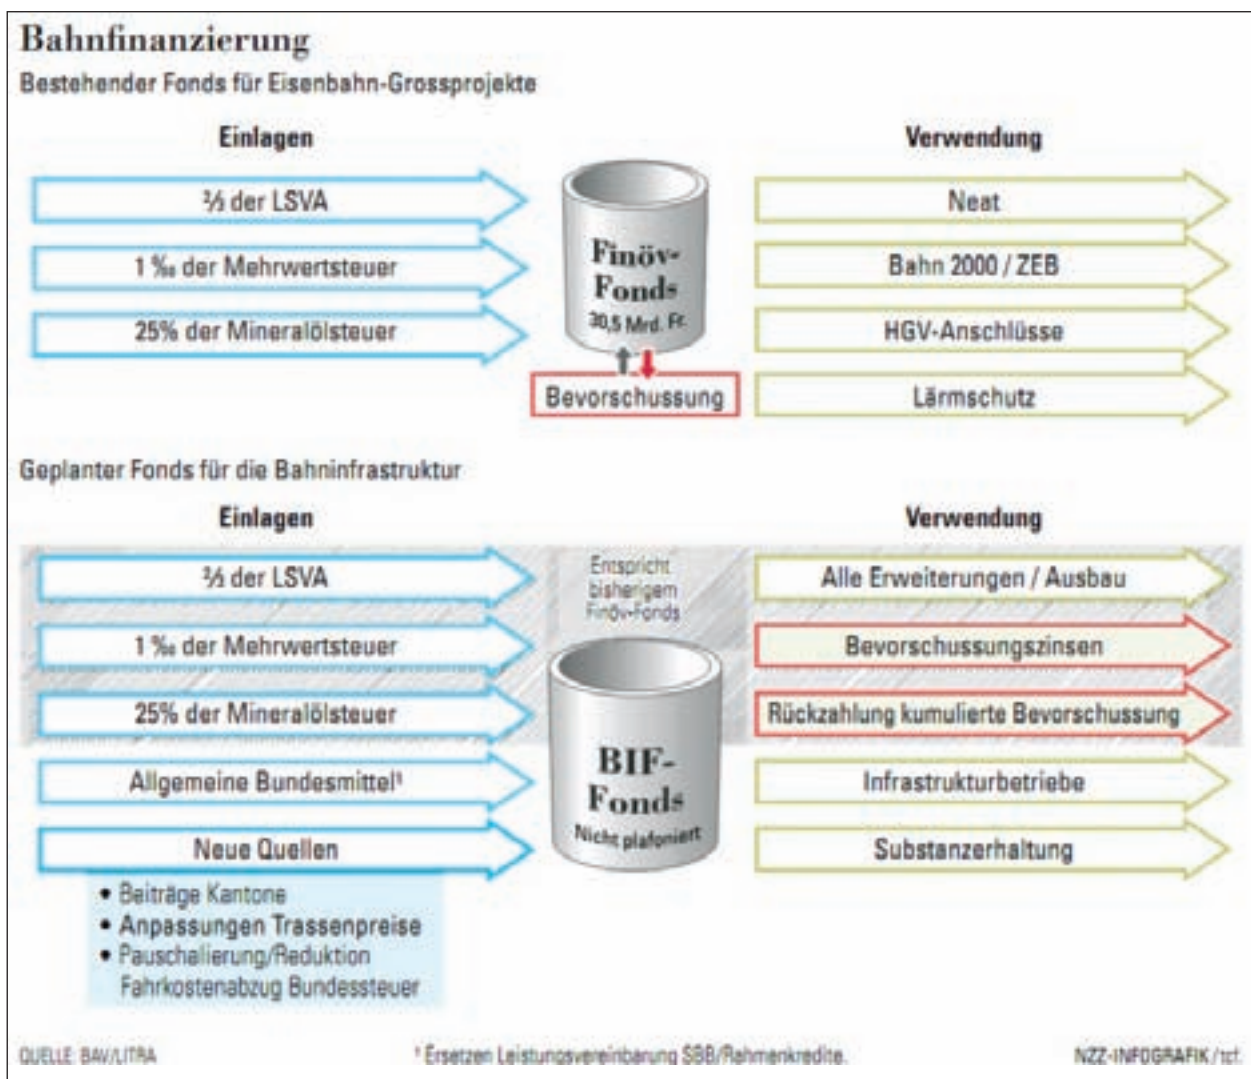 Bahnfinanzierung
Bestehender Fonds für Eisenbahn-Grossprojekte
Einlagen
Verwendung
⅔ der LSVA
1 ‰ der Mehrwertsteuer
25% der Mineralölsteuer
Finöv-
Fonds
30,5 Mrd. Fr.
Bevorschussung
Neat
Bahn 2000 / ZEB
HGV-Anschlüsse
Lärmschutz
Geplanter Fonds für die Bahninfrastruktur
Einlagen
Verwendung
⅔ der LSVA
1 ‰ der Mehrwertsteuer
25% der Mineralölsteuer
Allgemeine Bundesmittel¹
Neue Quellen
• Beiträge Kantone
• Anpassungen Trassenpreise
• Pauschalierung/Reduktion
Fahrkostenabzug Bundessteuer
Entspricht
bisherigem
Finöv-Fonds
BIF-
Fonds
Nicht plafoniert
Alle Erweiterungen / Ausbau
Bevorschussungszinsen
Rückzahlung kumulierte Bevorschussung
Infrastrukturbetriebe
Substanzerhaltung
QUELLE: BAV/LITRA
¹ Ersetzen Leistungsvereinbarung SBB/Rahmenkredite.
NZZ-INFOGRAFIK / tcf.